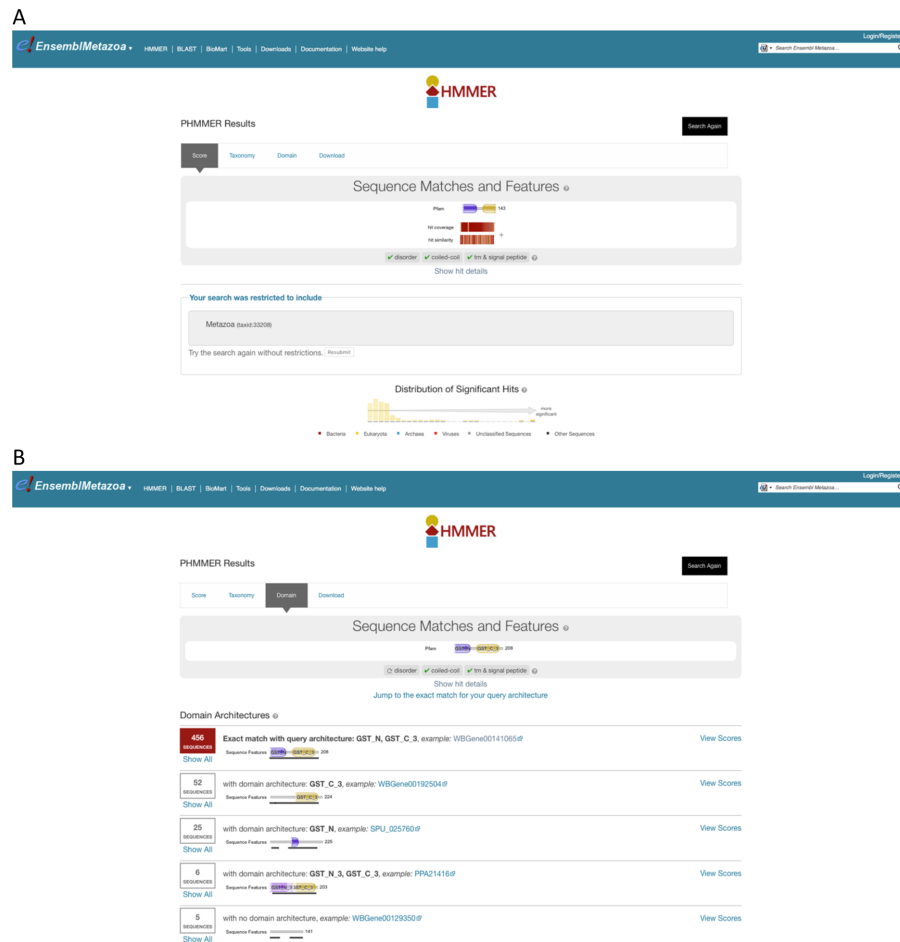 A
Login/Registe
EnsemblMetazoa HMMER | BLAST | BioMart | Tools | Downloads | Documentation | Website help
Search Ensembl Metazoa...
HMMER
PHMMER Results
Search Again
Score Taxonomy Domain Download
Sequence Matches and Features
Pfam 143
hit coverage
hit similarity
disorder coiled-coil tm & signal peptide
Show hit details
Your search was restricted to include
Metazoa (taxid:33208)
Try the search again without restrictions. Resubmit
Distribution of Significant Hits
more
significant
Bacteria Eukaryota Archaea Viruses Unclassified Sequences Other Sequences
B
Login/Registe
EnsemblMetazoa HMMER | BLAST | BioMart | Tools | Downloads | Documentation | Website help
Search Ensembl Metazoa...
HMMER
PHMMER Results
Search Again
Score Taxonomy Domain Download
Sequence Matches and Features
Pfam GST_C_3 208
disorder coiled-coil tm & signal peptide
Show hit details
Jump to the exact match for your query architecture
Domain Architectures
456 SEQUENCES Exact match with query architecture: GST_N, GST_C_3, example: WBGene00141065 View Scores
Sequence Features GST_C_3 208
Show All
52 SEQUENCES with domain architecture: GST_C_3, example: WBGene00192504 View Scores
Sequence Features GST_C_3 234
Show All
25 SEQUENCES with domain architecture: GST_N, example: SPU_025760 View Scores
Sequence Features 225
Show All
6 SEQUENCES with domain architecture: GST_N_3, GST_C_3, example: PPA21416 View Scores
Sequence Features GST_C_3 203
Show All
5 SEQUENCES with no domain architecture, example: WBGene00129350 View Scores
Sequence Features 141
Show All